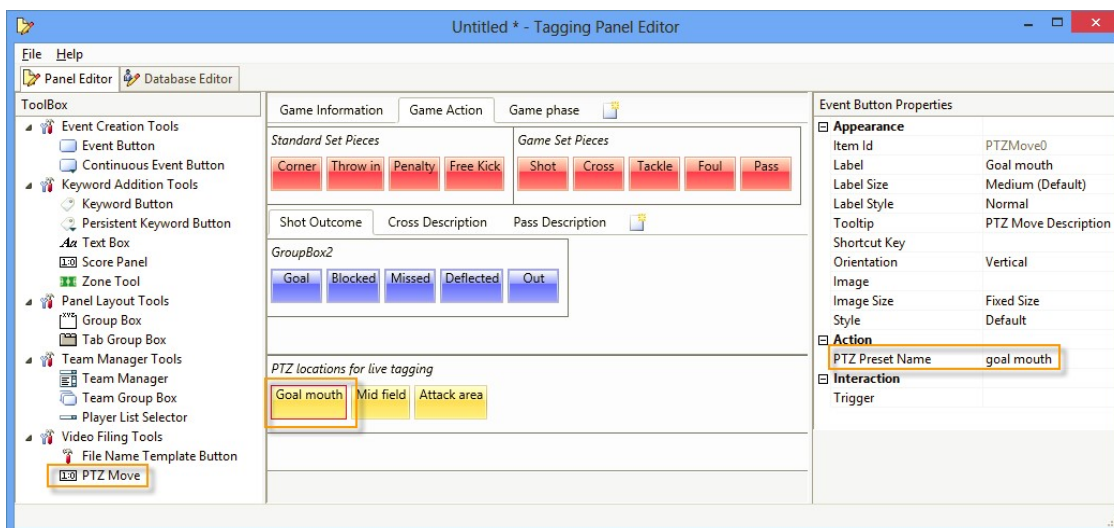 Untitled * - Tagging Panel Editor
File Help
Panel Editor Database Editor
ToolBox
Event Creation Tools
Event Button
Continuous Event Button
Keyword Addition Tools
Keyword Button
Persistent Keyword Button
Aa Text Box
1:0 Score Panel
Zone Tool
Panel Layout Tools
XYZ Group Box
Tab Group Box
Team Manager Tools
Team Manager
Team Group Box
Player List Selector
Video Filing Tools
File Name Template Button
1:0 PTZ Move
Game Information Game Action Game phase
Standard Set Pieces Game Set Pieces
Corner Throw in Penalty Free Kick Shot Cross Tackle Foul Pass
Shot Outcome Cross Description Pass Description
GroupBox2
Goal Blocked Missed Deflected Out
PTZ locations for live tagging
Goal mouth Mid field Attack area
Event Button Properties
Appearance
Item Id PTZMove0
Label Goal mouth
Label Size Medium (Default)
Label Style Normal
Tooltip PTZ Move Description
Shortcut Key
Orientation Vertical
Image
Image Size Fixed Size
Style Default
Action
PTZ Preset Name goal mouth
Interaction
Trigger